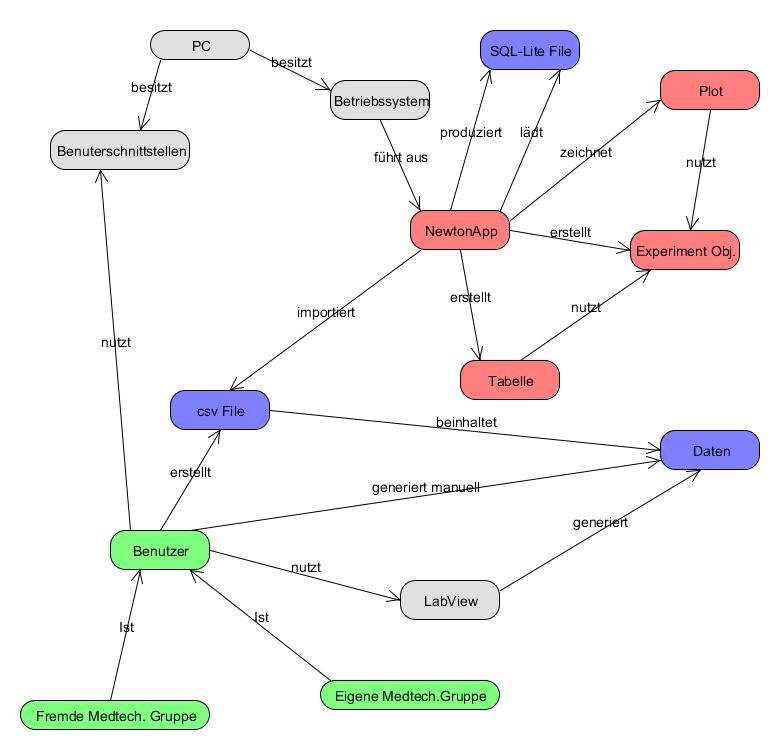 PC
SQL-Lite File
besitzt
besitzt
Betriebssystem
Plot
Benuterschnittstellen
produziert
lädt
führt aus
zeichnet
nutzt
NewtonApp
erstellt
Experiment Obj.
erstellt
importiert
nutzt
nutzt
Tabelle
csv File
beinhaltet
Daten
erstellt
generiert manuell
generiert
Benutzer
nutzt
LabView
Ist
Ist
Eigene Medtech.Gruppe
Fremde Medtech. Gruppe